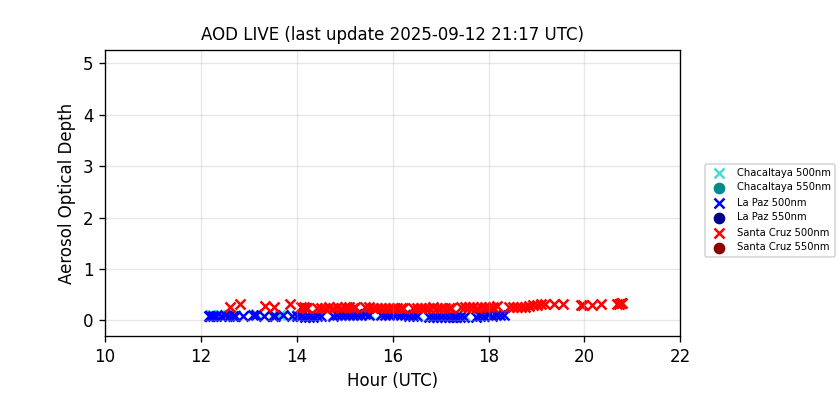 AOD LIVE (last update 2025-09-12 21:17 UTC)
Aerosol Optical Depth
5
4
3
2
1
0
10 12 14 16 18 20 22
Hour (UTC)
Chacaltaya 500nm
Chacaltaya 550nm
La Paz 500nm
La Paz 550nm
Santa Cruz 500nm
Santa Cruz 550nm